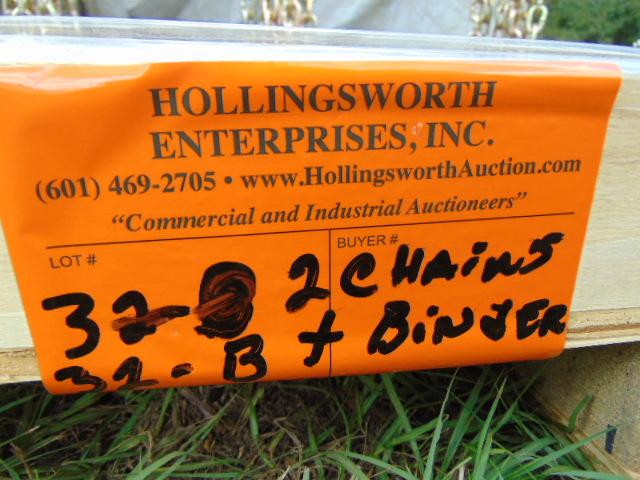 HOLLINGSWORTH
ENTERPRISES, INC.
(601) 469-2705 • www.HollingsworthAuction.com
"Commercial and Industrial Auctioneers"
LOT #
BUYER #
32- 2 CHAINS
32-B + BINDER